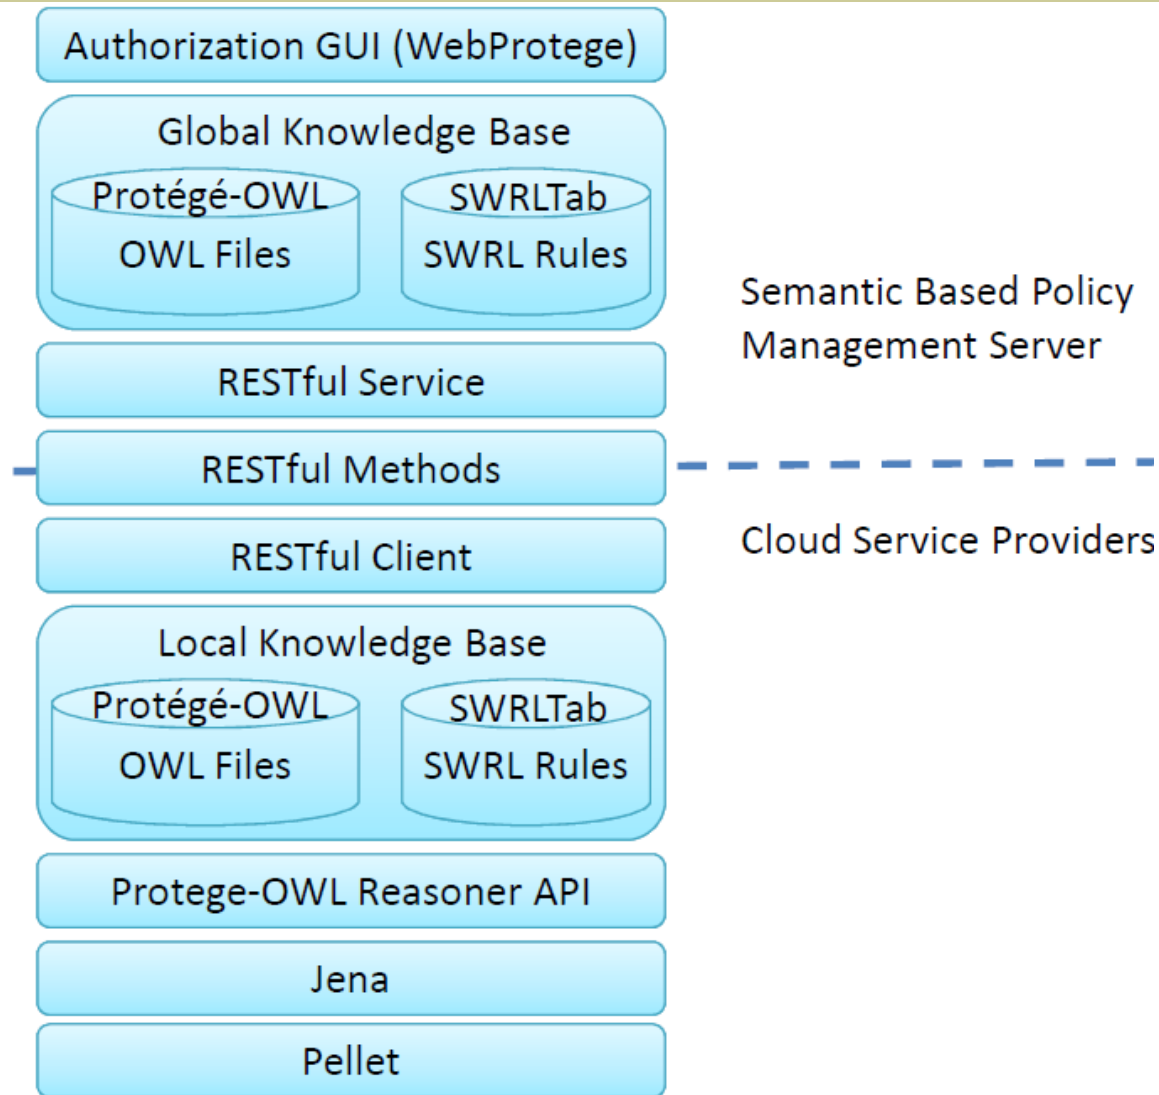 Authorization GUI (WebProtege)
Global Knowledge Base
Protégé-OWL
OWL Files
SWRLTab
SWRL Rules
Semantic Based Policy
Management Server
RESTful Service
RESTful Methods
RESTful Client
Cloud Service Providers
Local Knowledge Base
Protégé-OWL
OWL Files
SWRLTab
SWRL Rules
Protege-OWL Reasoner API
Jena
Pellet